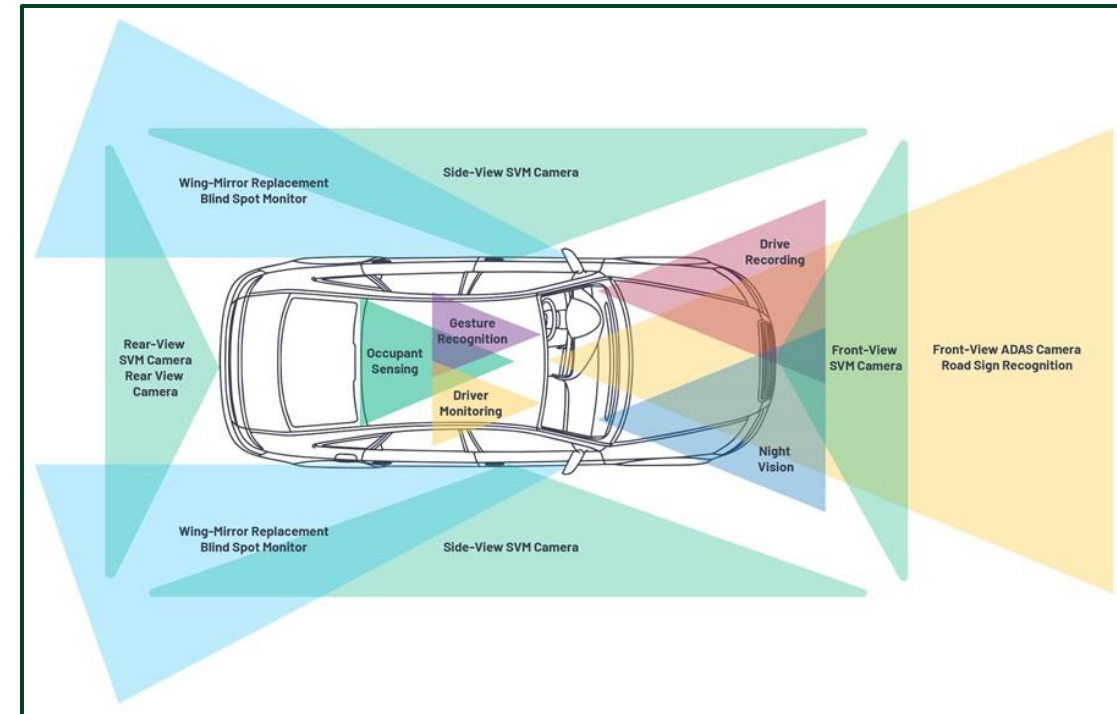 Wing-Mirror Replacement
Blind Spot Monitor
Side-View SVM Camera
Drive
Recording
Gesture
Recognition
Rear-View
SVM Camera
Rear View
Camera
Occupant
Sensing
Driver
Monitoring
Front-View
SVM Camera
Front-View ADAS Camera
Road Sign Recognition
Night
Vision
Wing-Mirror Replacement
Blind Spot Monitor
Side-View SVM Camera